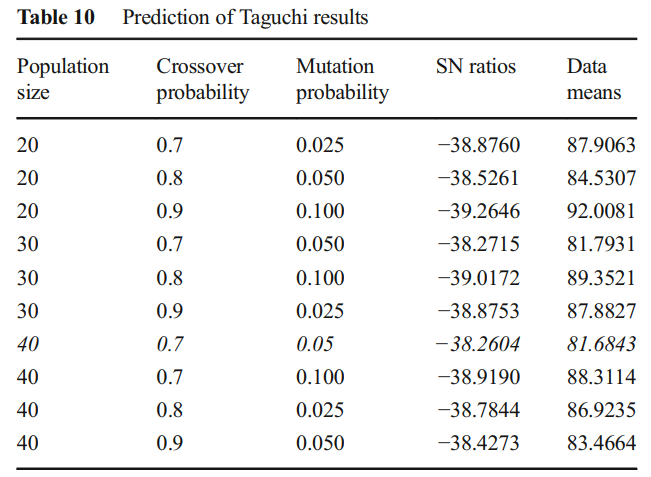 Table 10 Prediction of Taguchi results
Population size Crossover probability Mutation probability SN ratios Data means
20 0.7 0.025 −38.8760 87.9063
20 0.8 0.050 −38.5261 84.5307
20 0.9 0.100 −39.2646 92.0081
30 0.7 0.050 −38.2715 81.7931
30 0.8 0.100 −39.0172 89.3521
30 0.9 0.025 −38.8753 87.8827
40 0.7 0.05 −38.2604 81.6843
40 0.7 0.100 −38.9190 88.3114
40 0.8 0.025 −38.7844 86.9235
40 0.9 0.050 −38.4273 83.4664